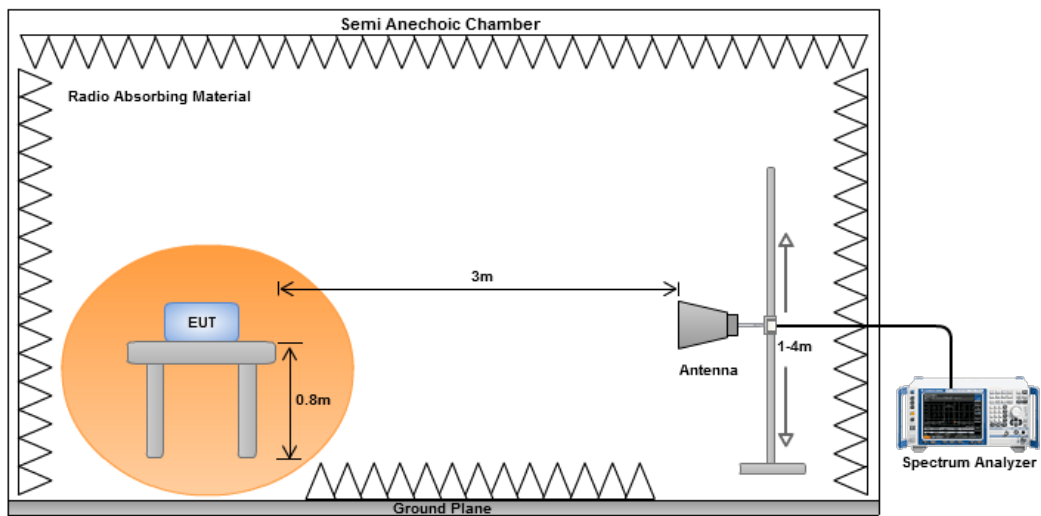 Semi Anechoic Chamber
Radio Absorbing Material
3m
EUT
1-4m
Antenna
0.8m
Spectrum Analyzer
Ground Plane